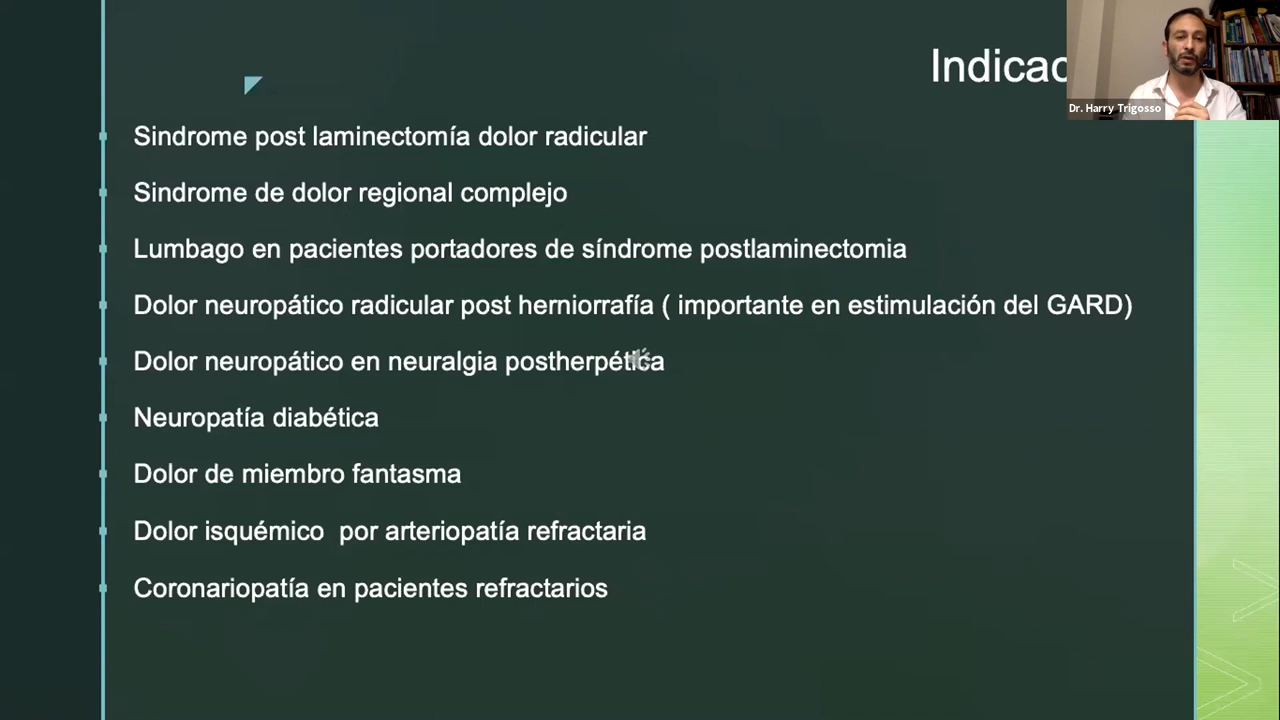 Indicac
Dr. Harry Trigosso
Sindrome post laminectomía dolor radicular
Sindrome de dolor regional complejo
Lumbago en pacientes portadores de síndrome postlaminectomia
Dolor neuropático radicular post herniorrafía ( importante en estimulación del GARD)
Dolor neuropático en neuralgia postherpética
Neuropatía diabética
Dolor de miembro fantasma
Dolor isquémico  por arteriopatía refractaria
Coronariopatía en pacientes refractarios